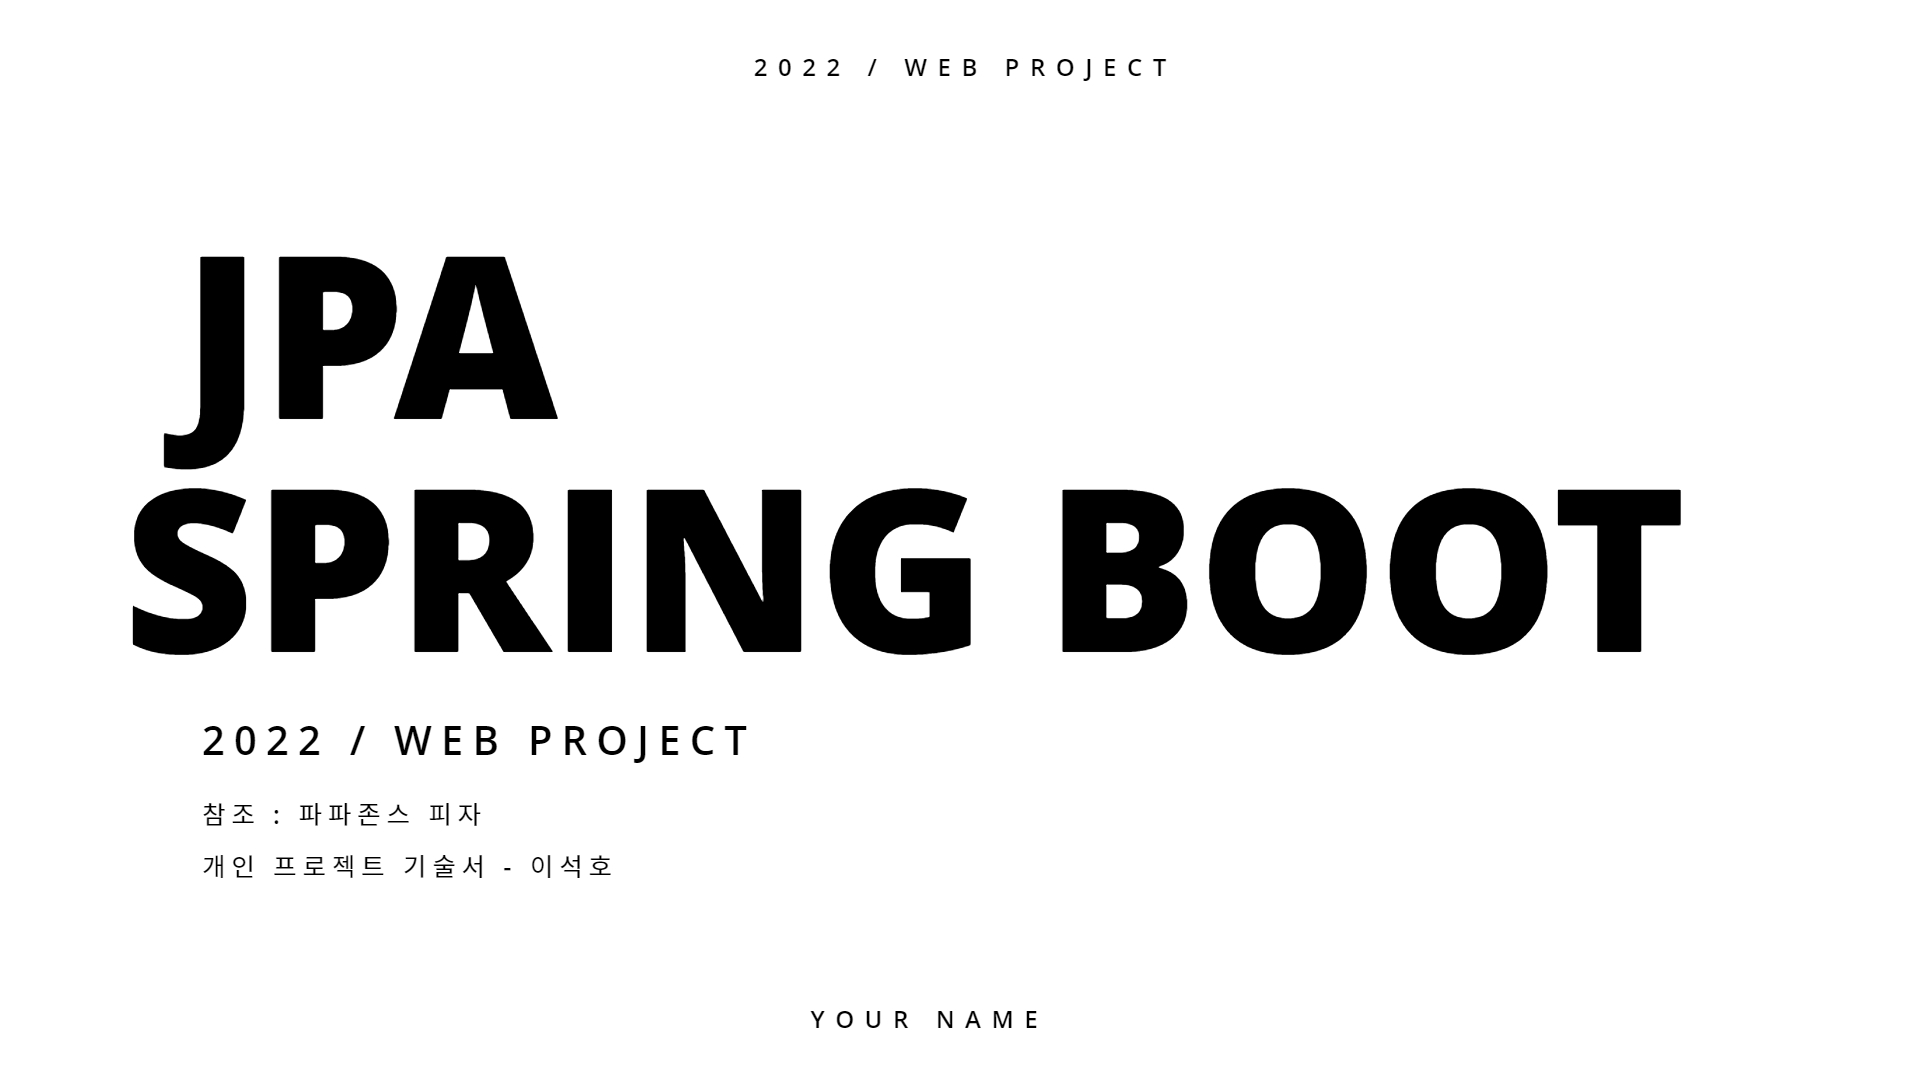 2022 / WEB PROJECT
JPA
SPRING BOOT
2022 / WEB PROJECT
참조 : 파파존스 피자
개인 프로젝트 기술서 - 이석호
YOUR NAME